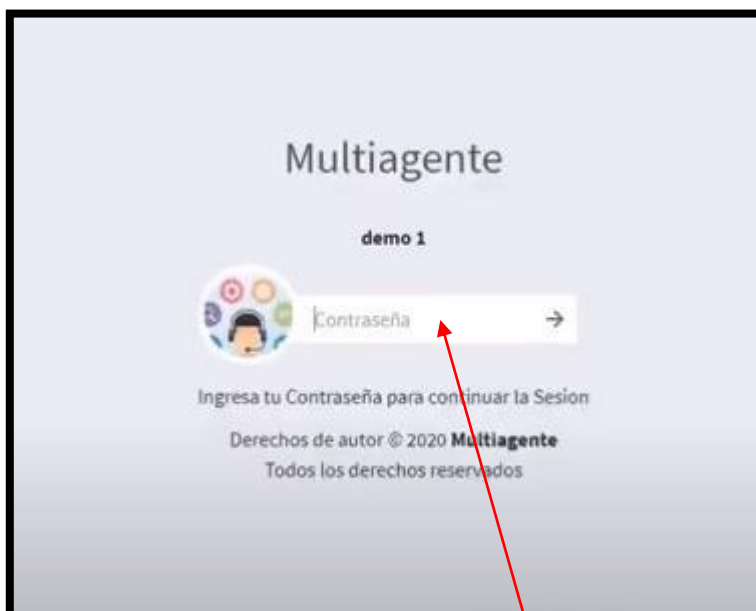 Multiagente
demo 1
Contraseña
Ingresa tu Contraseña para continuar la Sesion
Derechos de autor © 2020 Multiagente
Todos los derechos reservados